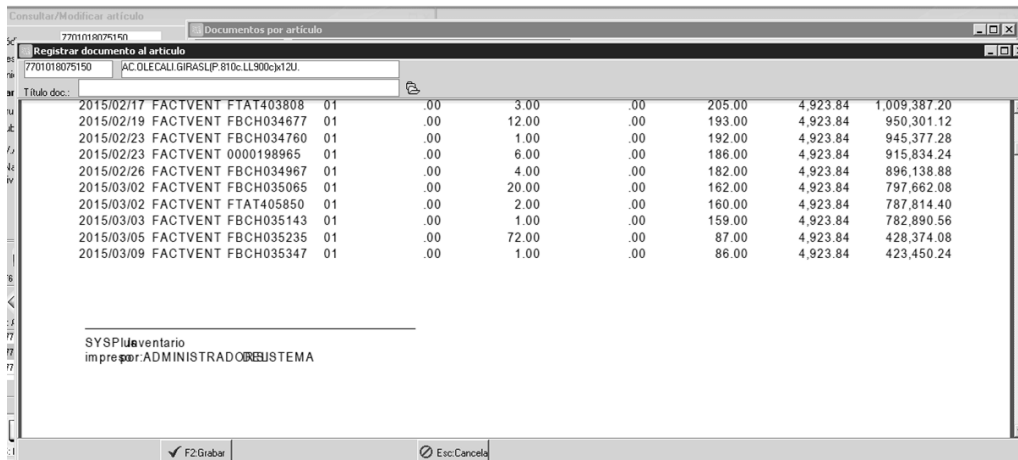 Consultar/Modificar artículo
7701018075150
Documentos por artículo
Registrar documento al artículo
7701018075150 AC.OLECALI.GIRASL(P.810c.LL900c)x12U.
Título doc.:
2015/02/17 FACTVENT FTAT403808 01 .00 3.00 .00 205.00 4,923.84 1,009,387.20
2015/02/19 FACTVENT FBCH034677 01 .00 12.00 .00 193.00 4,923.84 950,301.12
2015/02/23 FACTVENT FBCH034760 01 .00 1.00 .00 192.00 4,923.84 945,377.28
2015/02/23 FACTVENT 0000198965 01 .00 6.00 .00 186.00 4,923.84 915,834.24
2015/02/26 FACTVENT FBCH034967 01 .00 4.00 .00 182.00 4,923.84 896,138.88
2015/03/02 FACTVENT FBCH035065 01 .00 20.00 .00 162.00 4,923.84 797,662.08
2015/03/02 FACTVENT FTAT405850 01 .00 2.00 .00 160.00 4,923.84 787,814.40
2015/03/03 FACTVENT FBCH035143 01 .00 1.00 .00 159.00 4,923.84 782,890.56
2015/03/05 FACTVENT FBCH035235 01 .00 72.00 .00 87.00 4,923.84 428,374.08
2015/03/09 FACTVENT FBCH035347 01 .00 1.00 .00 86.00 4,923.84 423,450.24
SYSPlus Inventario
impreso por:ADMINISTRADOR DEL SISTEMA
F2:Grabar Esc:Cancela